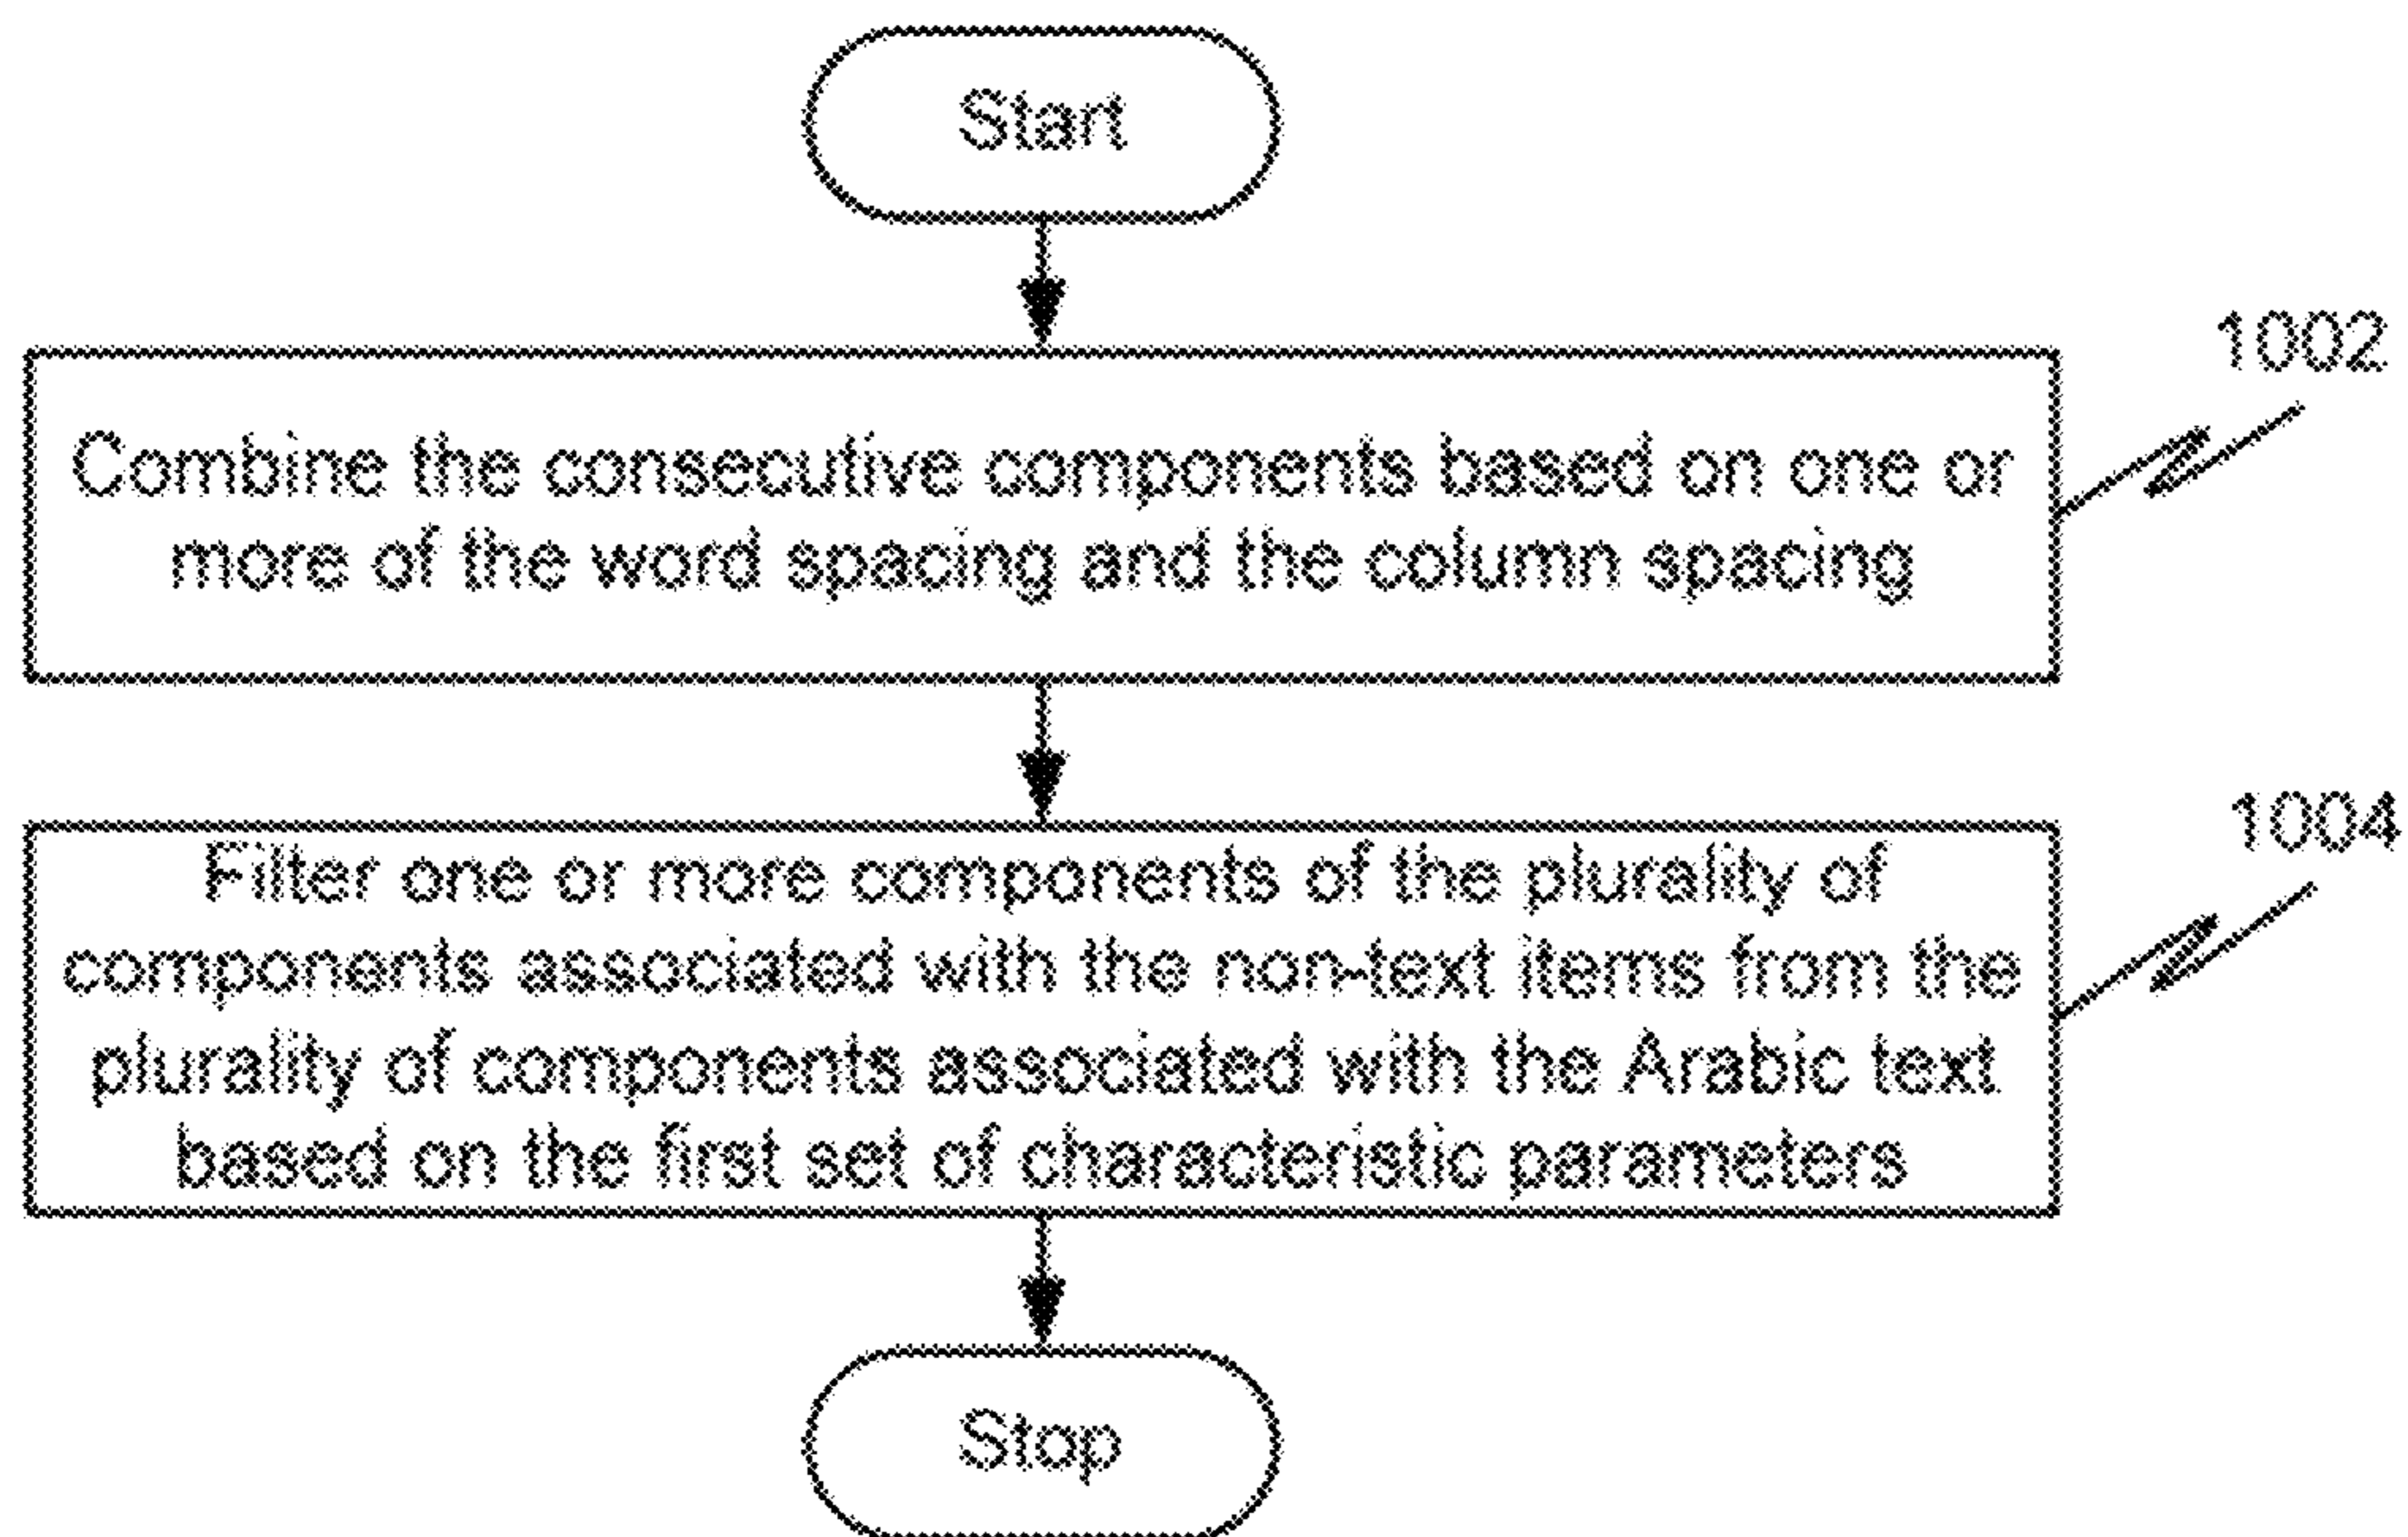 Start
1002
Combine the consecutive components based on one or
more of the word spacing and the column spacing
1004
Filter one or more components of the plurality of
components associated with the non-text items from the
plurality of components associated with the Arabic text
based on the first set of characteristic parameters
Stop